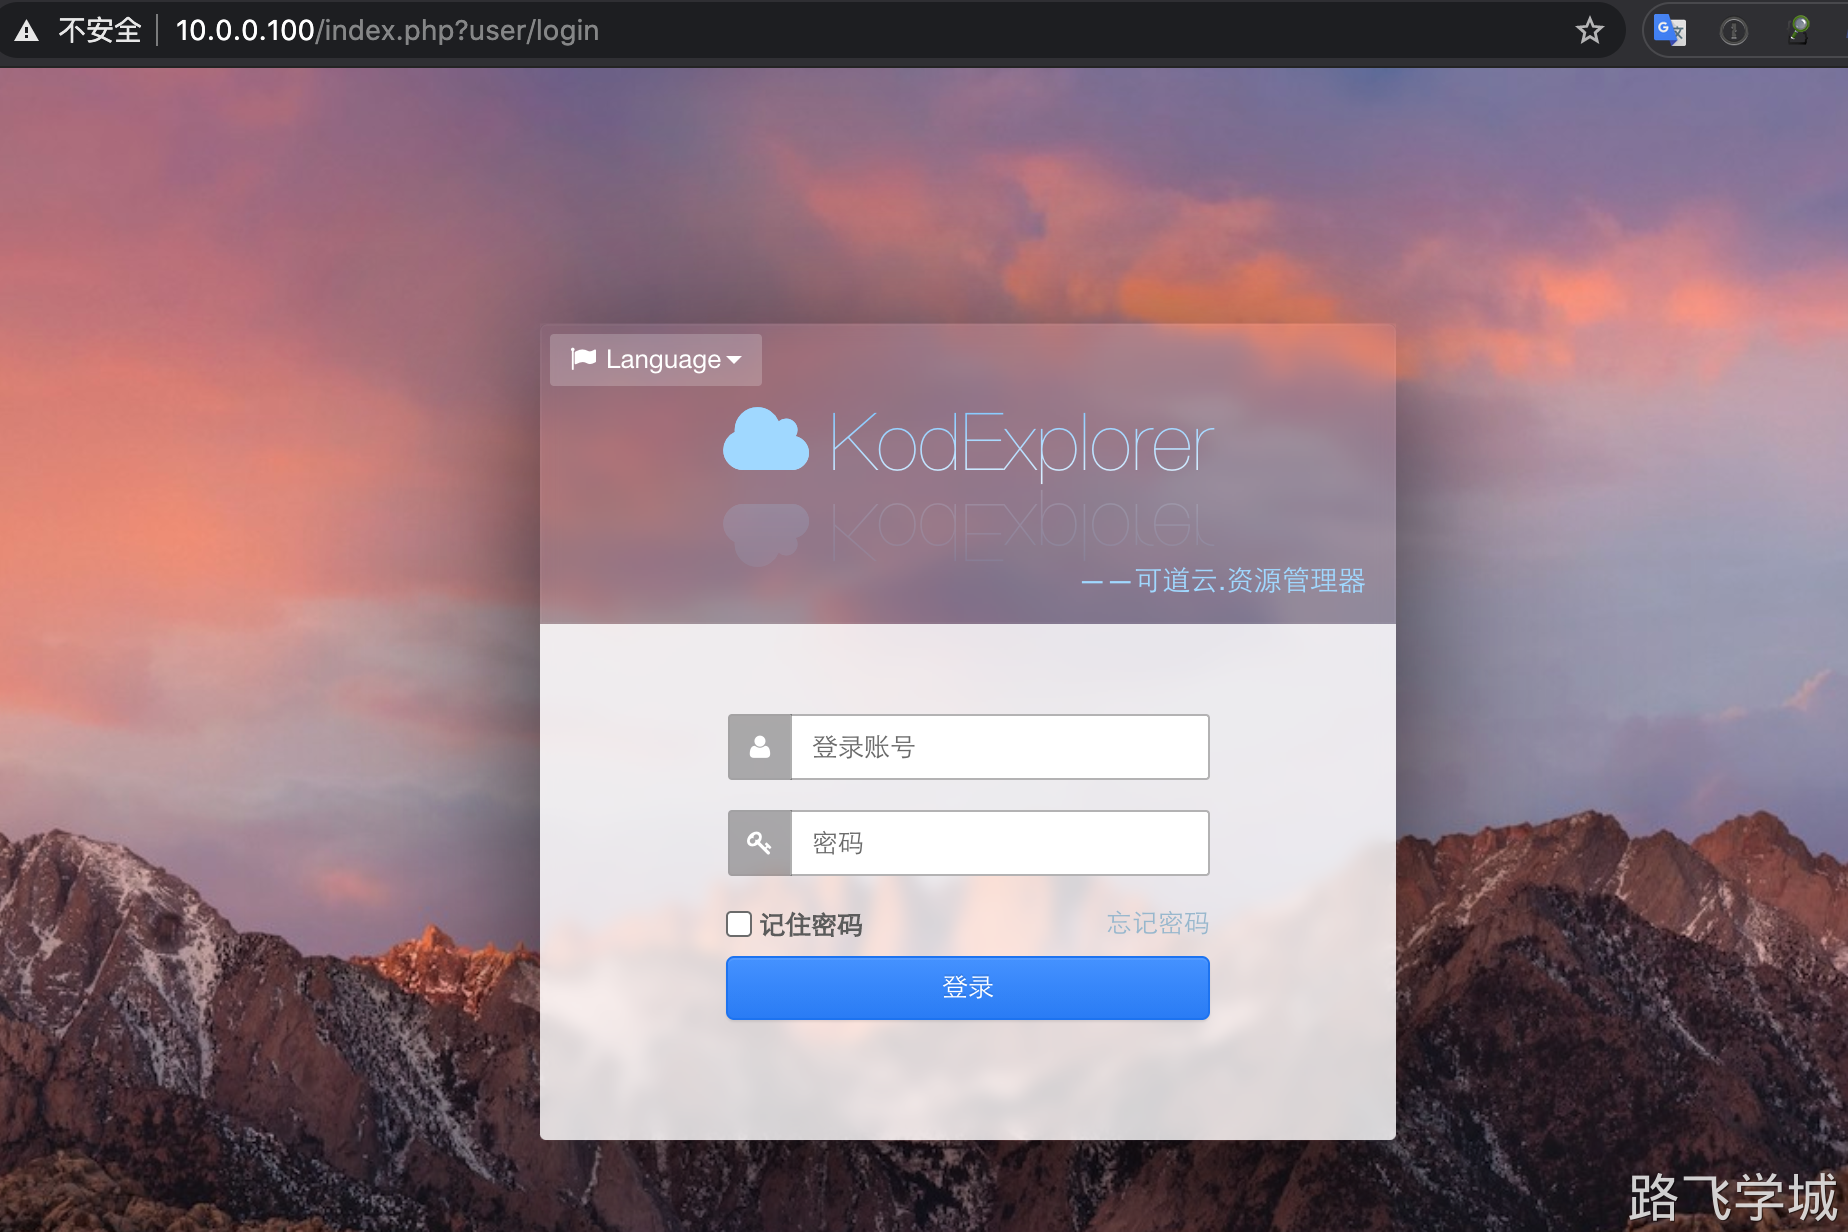 不安全 10.0.0.100/index.php?user/login
Language
KodExplorer
——可道云.资源管理器
登录账号
密码
记住密码 忘记密码
登录
路飞学城